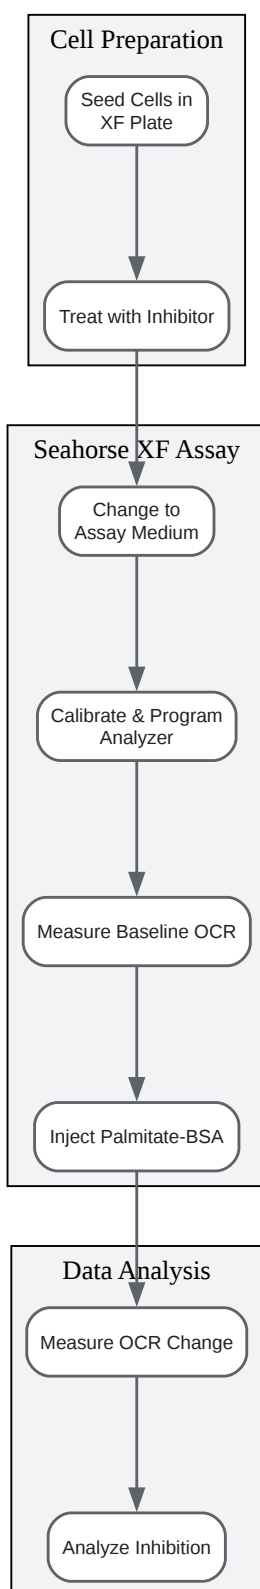 Cell Preparation
Seed Cells in
XF Plate
Treat with Inhibitor
Seahorse XF Assay
Change to
Assay Medium
Calibrate & Program
Analyzer
Measure Baseline OCR
Inject Palmitate-BSA
Data Analysis
Measure OCR Change
Analyze Inhibition